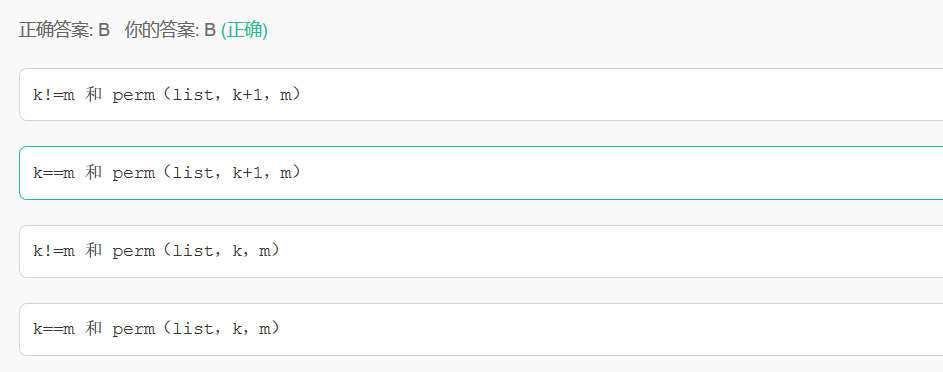 正确答案: B 你的答案: B (正确)
k!=m 和 perm（list，k+1，m）
k==m 和 perm（list，k+1，m）
k!=m 和 perm（list，k，m）
k==m 和 perm（list，k，m）